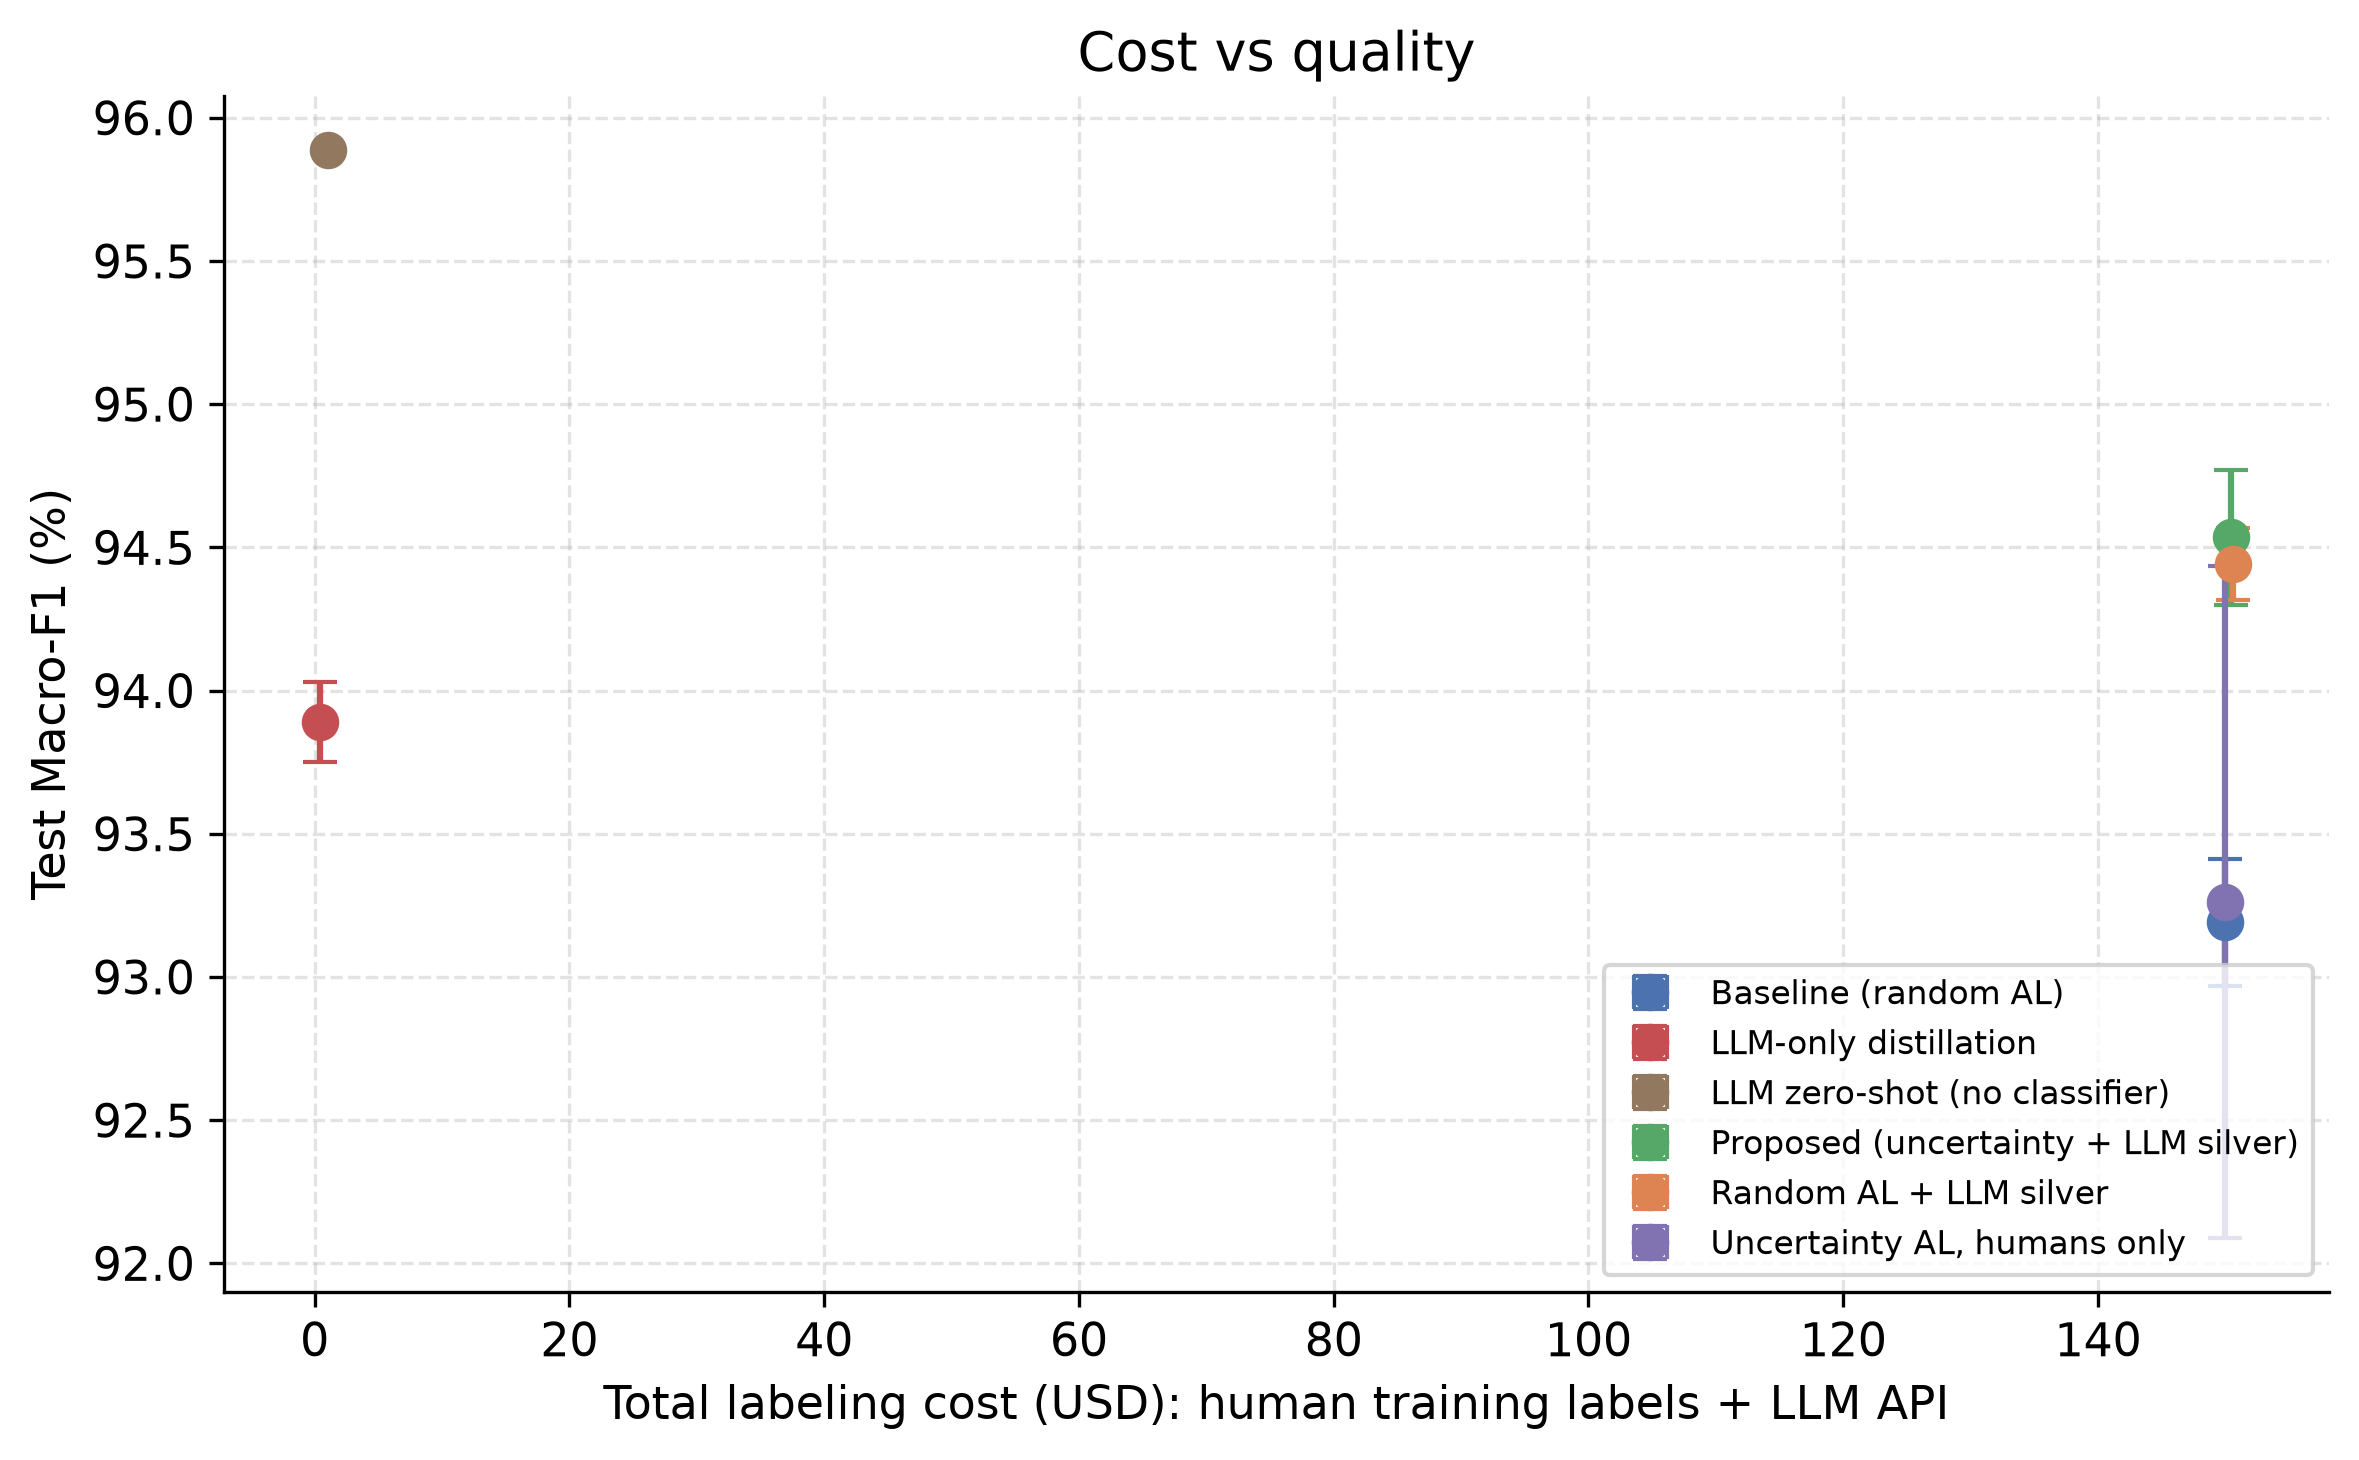 Cost vs quality
96.0
95.5
95.0
94.5
94.0
93.5
93.0
92.5
92.0
Test Macro-F1 (%)
Baseline (random AL)
LLM-only distillation
LLM zero-shot (no classifier)
Proposed (uncertainty + LLM silver)
Random AL + LLM silver
Uncertainty AL, humans only
0 20 40 60 80 100 120 140
Total labeling cost (USD): human training labels + LLM API